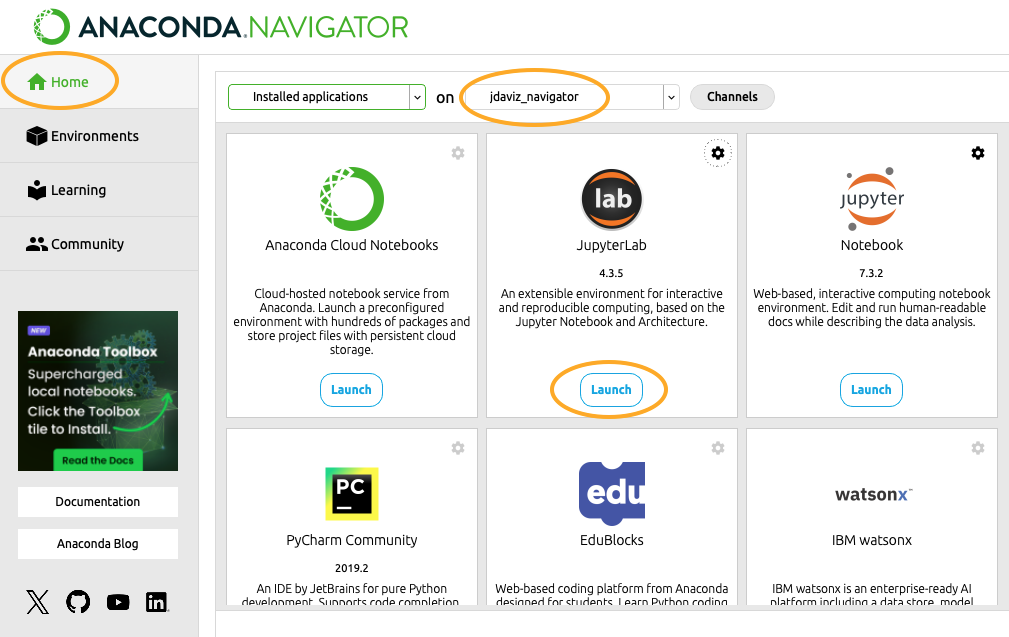 ANACONDA.NAVIGATOR
Home
Environments
Learning
Community
NEW
Anaconda Toolbox
Supercharged
local notebooks.
Click the Toolbox
tile to Install.
Read the Docs
Documentation
Anaconda Blog
Installed applications
on
jdaviz_navigator
Channels
Anaconda Cloud Notebooks
Cloud-hosted notebook service from
Anaconda. Launch a preconfigured
environment with hundreds of packages and
store project files with persistent cloud
storage.
Launch
lab
JupyterLab
4.3.5
An extensible environment for interactive
and reproducible computing, based on the
Jupyter Notebook and Architecture.
Launch
jupyter
Notebook
7.3.2
Web-based, interactive computing notebook
environment. Edit and run human-readable
docs while describing the data analysis.
Launch
PC
PyCharm Community
2019.2
An IDE by JetBrains for pure Python
development. Supports code completion
edu
EduBlocks
Web-based coding platform from Anaconda
designed for students. Learn Python coding
watsonx™
IBM watsonx
IBM watsonx is an enterprise-ready AI
platform including a data store, model